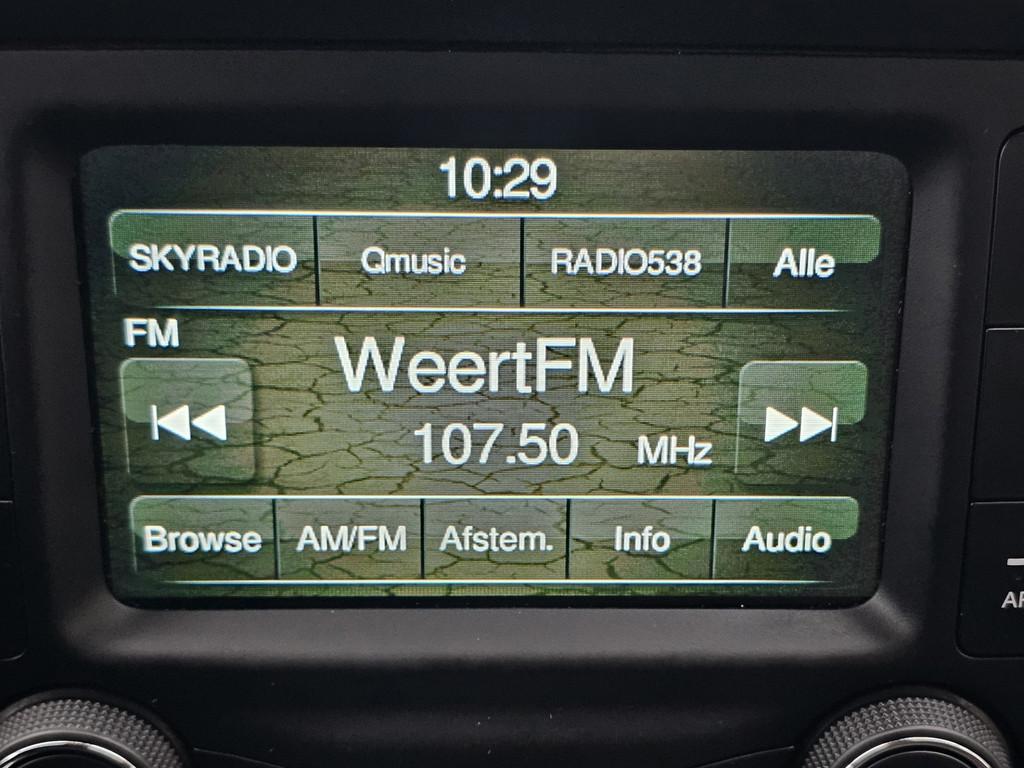 10:29
SKYRADIO Qmusic RADIO538 Alle
FM
WeertFM
107.50 MHz
Browse AM/FM Afstem. Info Audio